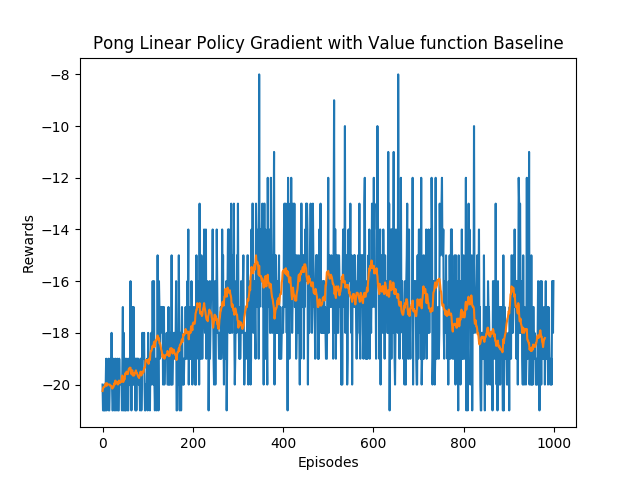 Pong Linear Policy Gradient with Value function Baseline
−8
−10
−12
−14
−16
−18
−20
Rewards
0 200 400 600 800 1000
Episodes